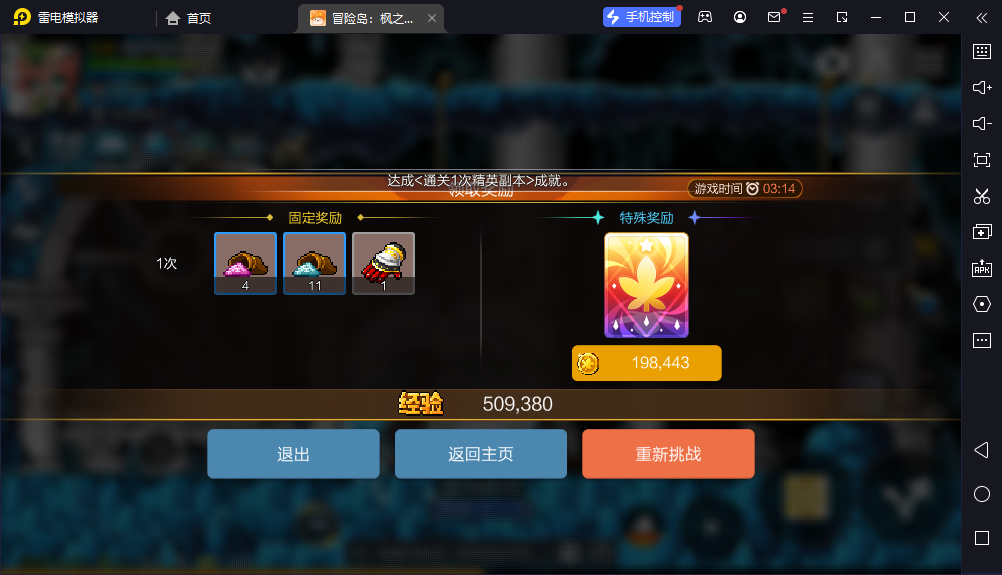 雷电模拟器
首页
冒险岛：枫之...
手机控制
达成<通关1次精英副本>成就。
领取奖励
游戏时间 03:14
固定奖励
特殊奖励
1次
4
11
1
198,443
经验 509,380
退出
返回主页
重新挑战
APK